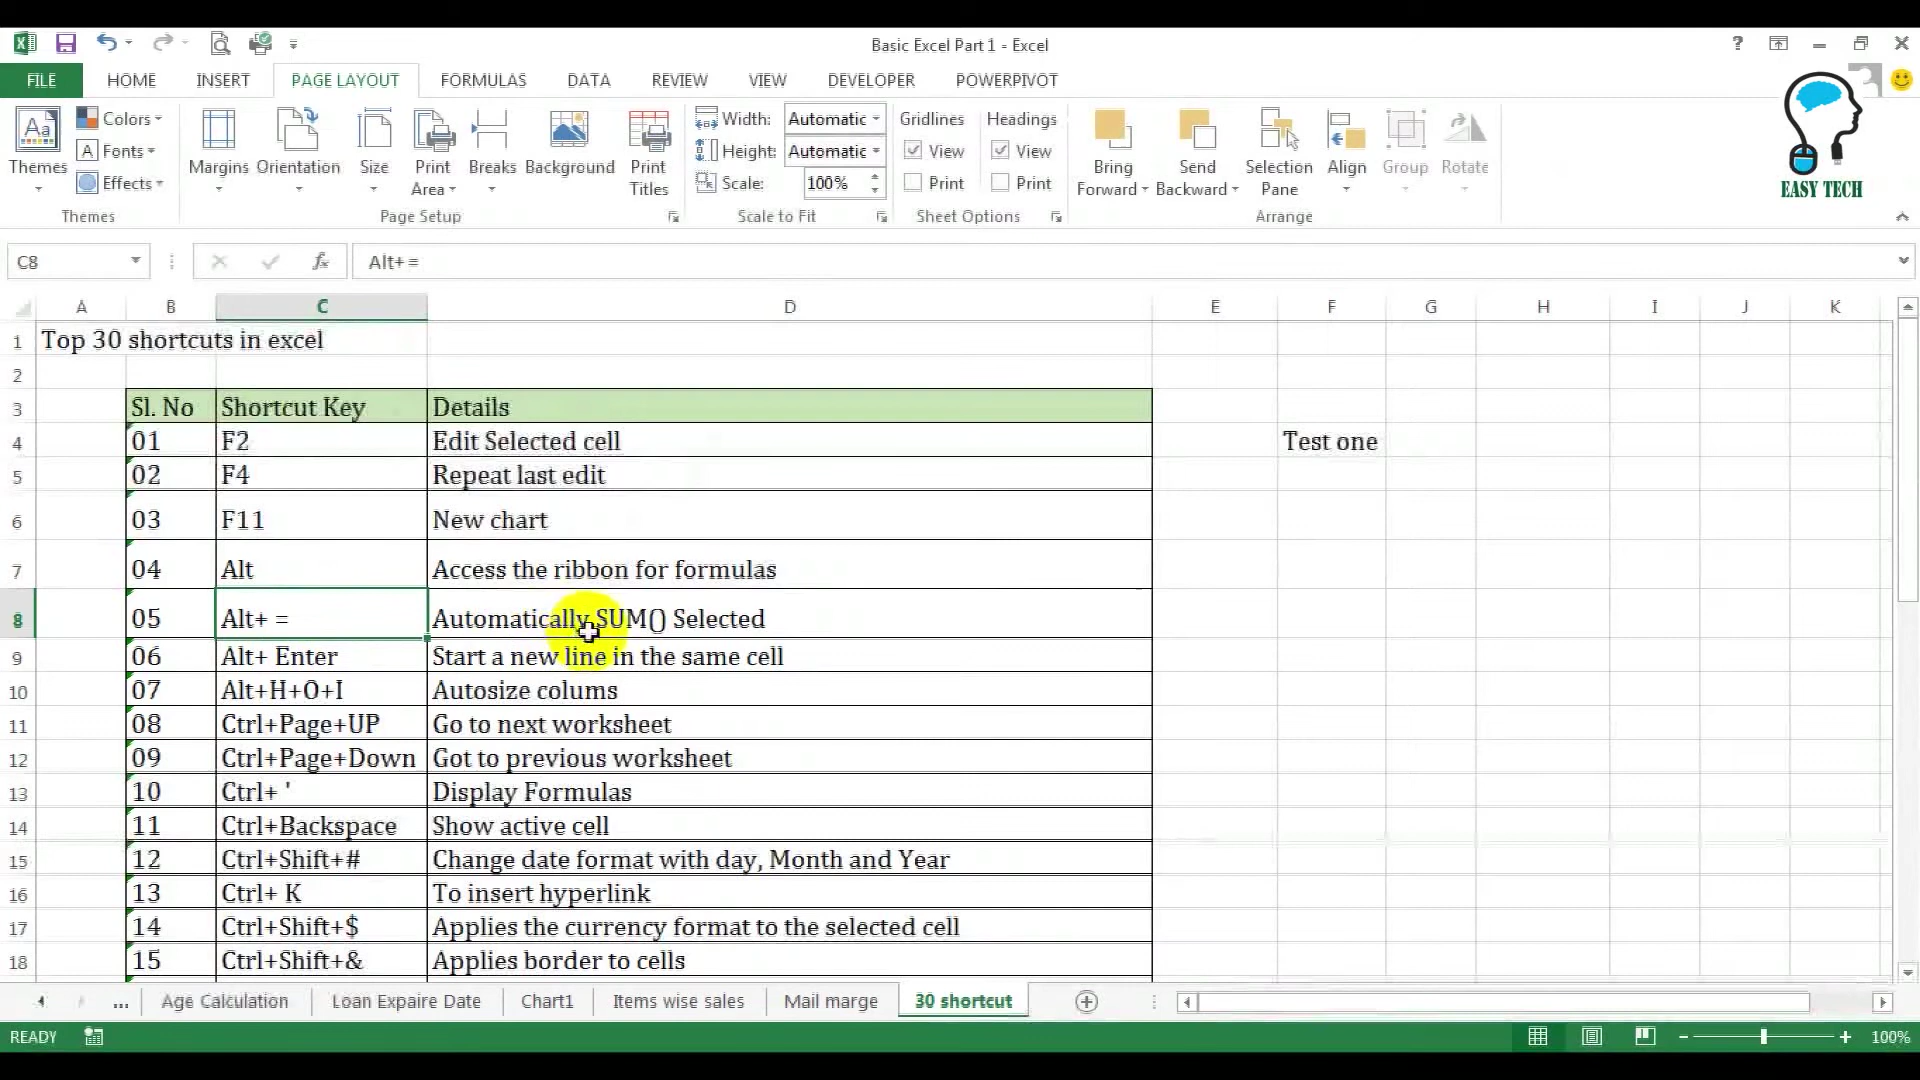 Basic Excel Part 1 - Excel
?
FILE HOME INSERT PAGE LAYOUT FORMULAS DATA REVIEW VIEW DEVELOPER POWERPIVOT
Aa Themes
Colors
A Fonts
Effects
Themes
Margins Orientation Size Print Area Breaks Background Print Titles
Page Setup
Width: Automatic
Height: Automatic
Scale: 100%
Scale to Fit
Gridlines Headings
View View
Print Print
Sheet Options
Bring Forward Send Backward Selection Pane Align Group Rotate
Arrange
EASY TECH
C8 fx Alt+ =
A B C D E F G H I J K
1 Top 30 shortcuts in excel
2
3 Sl. No Shortcut Key Details
4 01 F2 Edit Selected cell Test one
5 02 F4 Repeat last edit
6 03 F11 New chart
7 04 Alt Access the ribbon for formulas
8 05 Alt+ = Automatically SUM() Selected
9 06 Alt+ Enter Start a new line in the same cell
10 07 Alt+H+O+I Autosize colums
11 08 Ctrl+Page+UP Go to next worksheet
12 09 Ctrl+Page+Down Got to previous worksheet
13 10 Ctrl+ ' Display Formulas
14 11 Ctrl+Backspace Show active cell
15 12 Ctrl+Shift+# Change date format with day, Month and Year
16 13 Ctrl+ K To insert hyperlink
17 14 Ctrl+Shift+$ Applies the currency format to the selected cell
18 15 Ctrl+Shift+& Applies border to cells
... Age Calculation Loan Expaire Date Chart1 Items wise sales Mail marge 30 shortcut
READY 100%